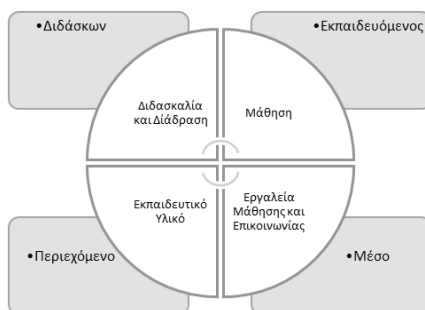 •Διδάσκων
•Εκπαιδευόμενος
Διδασκαλία
και Διάδραση
Μάθηση
Εκπαιδευτικό
Υλικό
Εργαλεία
Μάθησης και
Επικοινωνίας
•Περιεχόμενο
•Μέσο